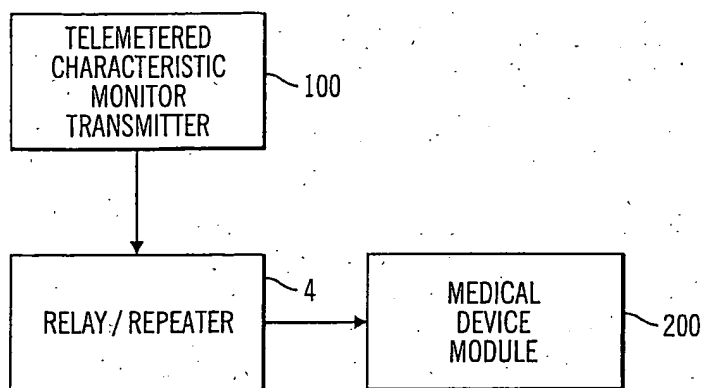 TELEMETERED
CHARACTERISTIC
MONITOR
TRANSMITTER
100
RELAY / REPEATER
4
MEDICAL
DEVICE
MODULE
200